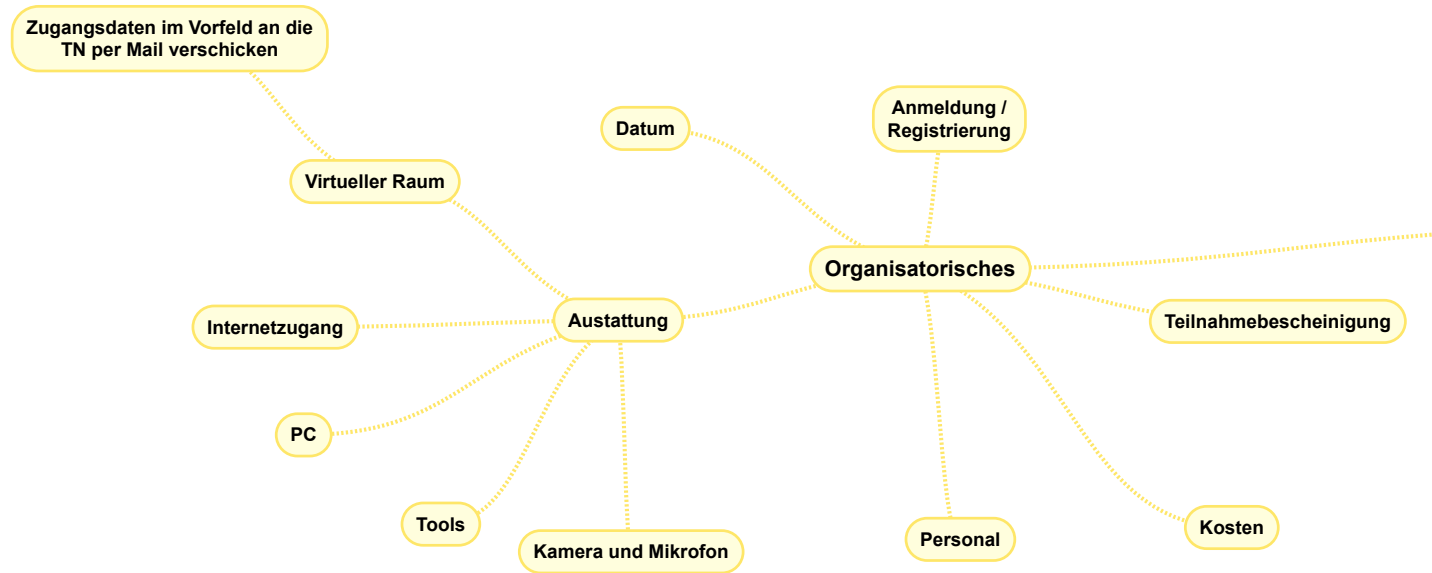 Zugangsdaten im Vorfeld an die
TN per Mail verschicken
Anmeldung /
Registrierung
Datum
Virtueller Raum
Organisatorisches
Austattung
Internetzugang
Teilnahmebescheinigung
PC
Tools
Kamera und Mikrofon
Personal
Kosten